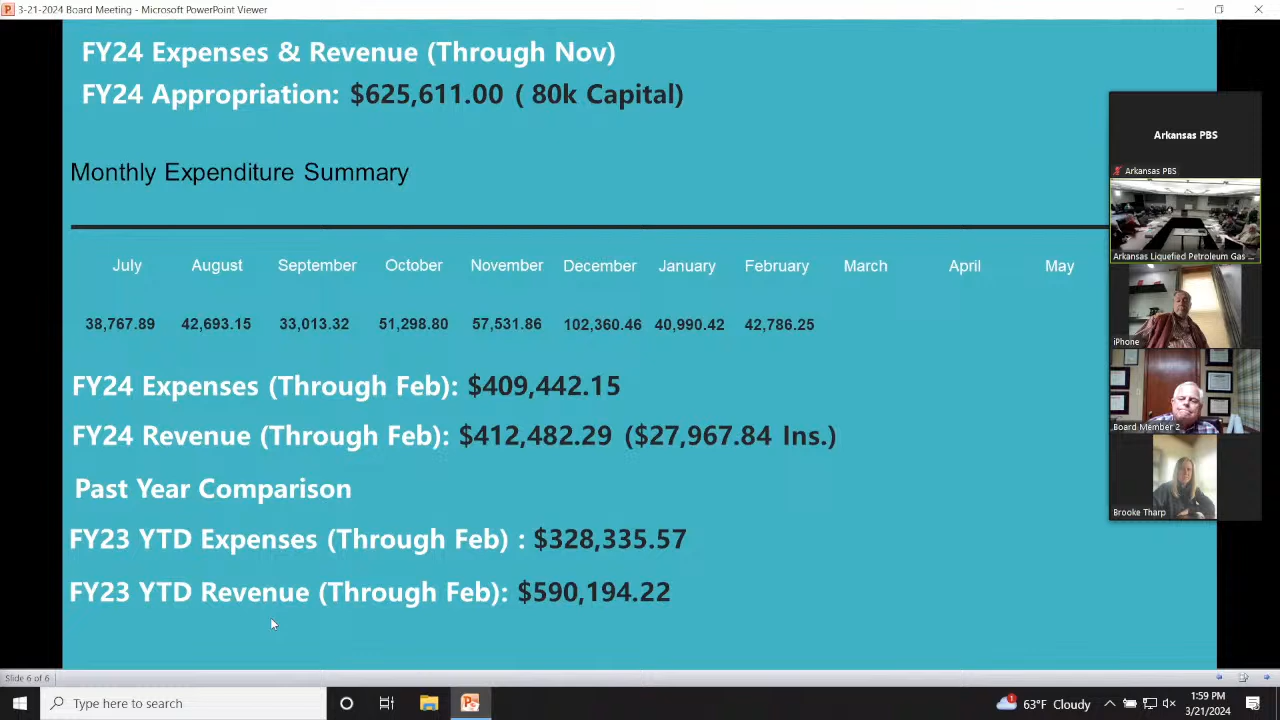 3-21-2024 Board Meeting - Microsoft PowerPoint Viewer
FY24 Expenses & Revenue (Through Nov)
FY24 Appropriation: $625,611.00 ( 80k Capital)
Monthly Expenditure Summary
July August September October November December January February March April May
38,767.89 42,693.15 33,013.32 51,298.80 57,531.86 102,360.46 40,990.42 42,786.25
FY24 Expenses (Through Feb): $409,442.15
FY24 Revenue (Through Feb): $412,482.29 ($27,967.84 Ins.)
Past Year Comparison
FY23 YTD Expenses (Through Feb) : $328,335.57
FY23 YTD Revenue (Through Feb): $590,194.22
Arkansas PBS
Arkansas PBS
Arkansas Liquefied Petroleum Gas ...
iPhone
Board Member 2
Brooke Tharp
Slide 6 of 6
Type here to search
1
63°F Cloudy
1:59 PM
3/21/2024